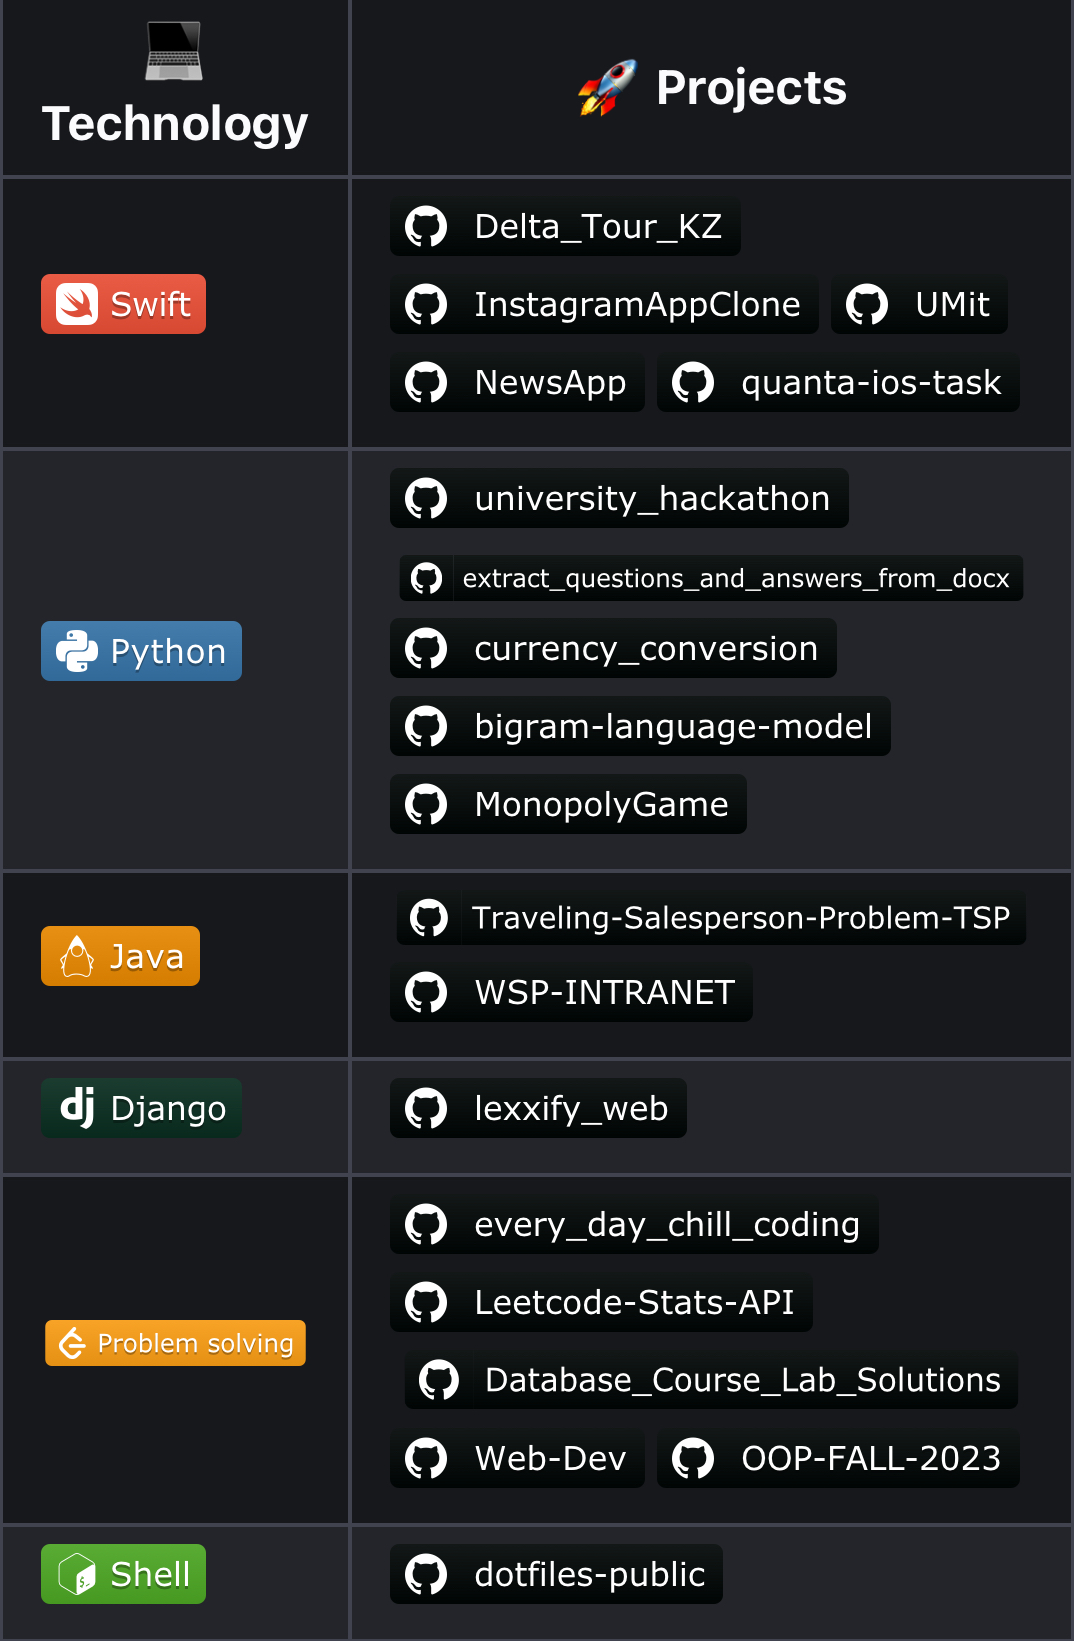 Technology
Projects
Swift
Delta_Tour_KZ
InstagramAppClone UMit
NewsApp quanta-ios-task
Python
university_hackathon
extract_questions_and_answers_from_docx
currency_conversion
bigram-language-model
MonopolyGame
Java
Traveling-Salesperson-Problem-TSP
WSP-INTRANET
dj Django
lexxify_web
Problem solving
every_day_chill_coding
Leetcode-Stats-API
Database_Course_Lab_Solutions
Web-Dev OOP-FALL-2023
Shell
dotfiles-public